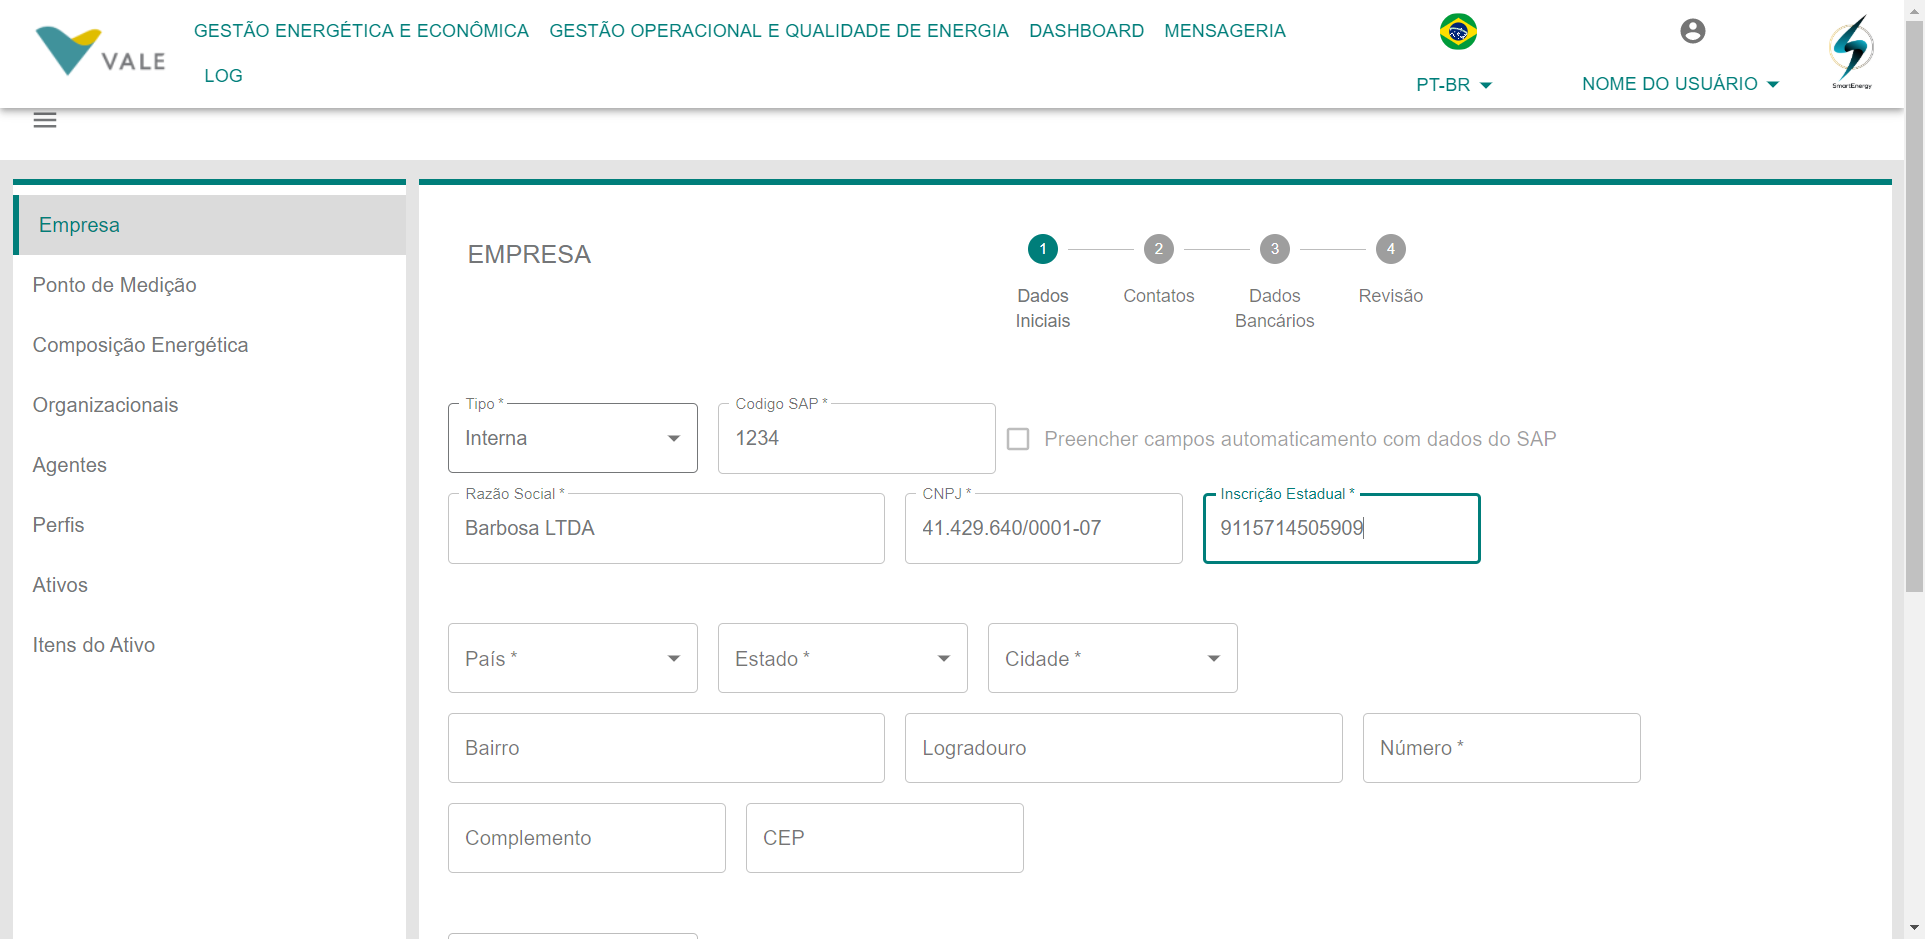 VALE
GESTÃO ENERGÉTICA E ECONÔMICA GESTÃO OPERACIONAL E QUALIDADE DE ENERGIA DASHBOARD MENSAGERIA
LOG
PT-BR
NOME DO USUÁRIO
SmartEnergy
Empresa
Ponto de Medição
Composição Energética
Organizacionais
Agentes
Perfis
Ativos
Itens do Ativo
EMPRESA
1 2 3 4
Dados Iniciais
Contatos
Dados Bancários
Revisão
Tipo *
Interna
Codigo SAP *
1234
Preencher campos automaticamento com dados do SAP
Razão Social *
Barbosa LTDA
CNPJ *
41.429.640/0001-07
Inscrição Estadual *
9115714505909
País *
Estado *
Cidade *
Bairro
Logradouro
Número *
Complemento
CEP